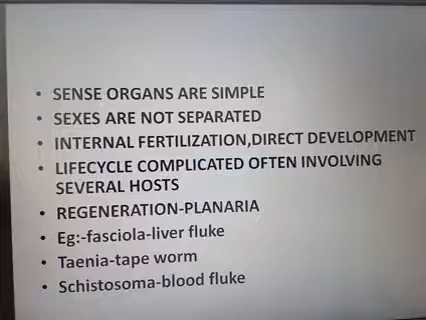 • SENSE ORGANS ARE SIMPLE
• SEXES ARE NOT SEPARATED
• INTERNAL FERTILIZATION,DIRECT DEVELOPMENT
• LIFECYCLE COMPLICATED OFTEN INVOLVING
SEVERAL HOSTS
• REGENERATION-PLANARIA
• Eg:-fasciola-liver fluke
• Taenia-tape worm
• Schistosoma-blood fluke